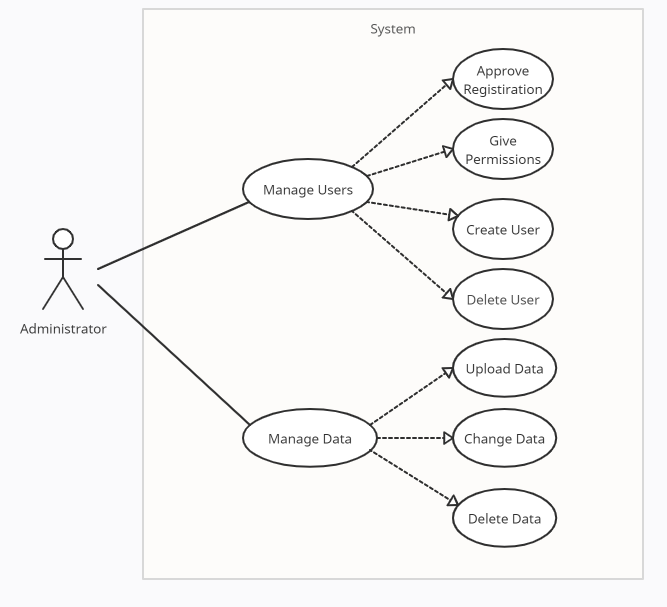 System
Approve
Registiration
Give
Permissions
Manage Users
Create User
Delete User
Administrator
Upload Data
Manage Data
Change Data
Delete Data